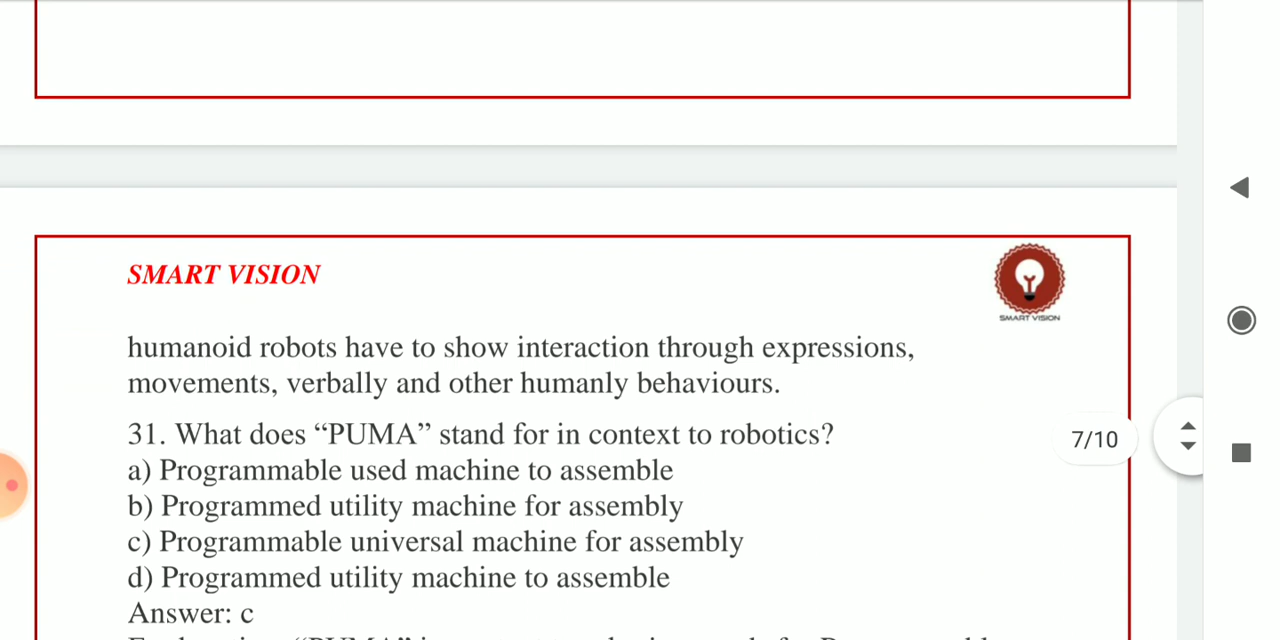 SMART VISION
SMART VISION
humanoid robots have to show interaction through expressions,
movements, verbally and other humanly behaviours.
31. What does “PUMA” stand for in context to robotics?
a) Programmable used machine to assemble
b) Programmed utility machine for assembly
c) Programmable universal machine for assembly
d) Programmed utility machine to assemble
Answer: c
7/10